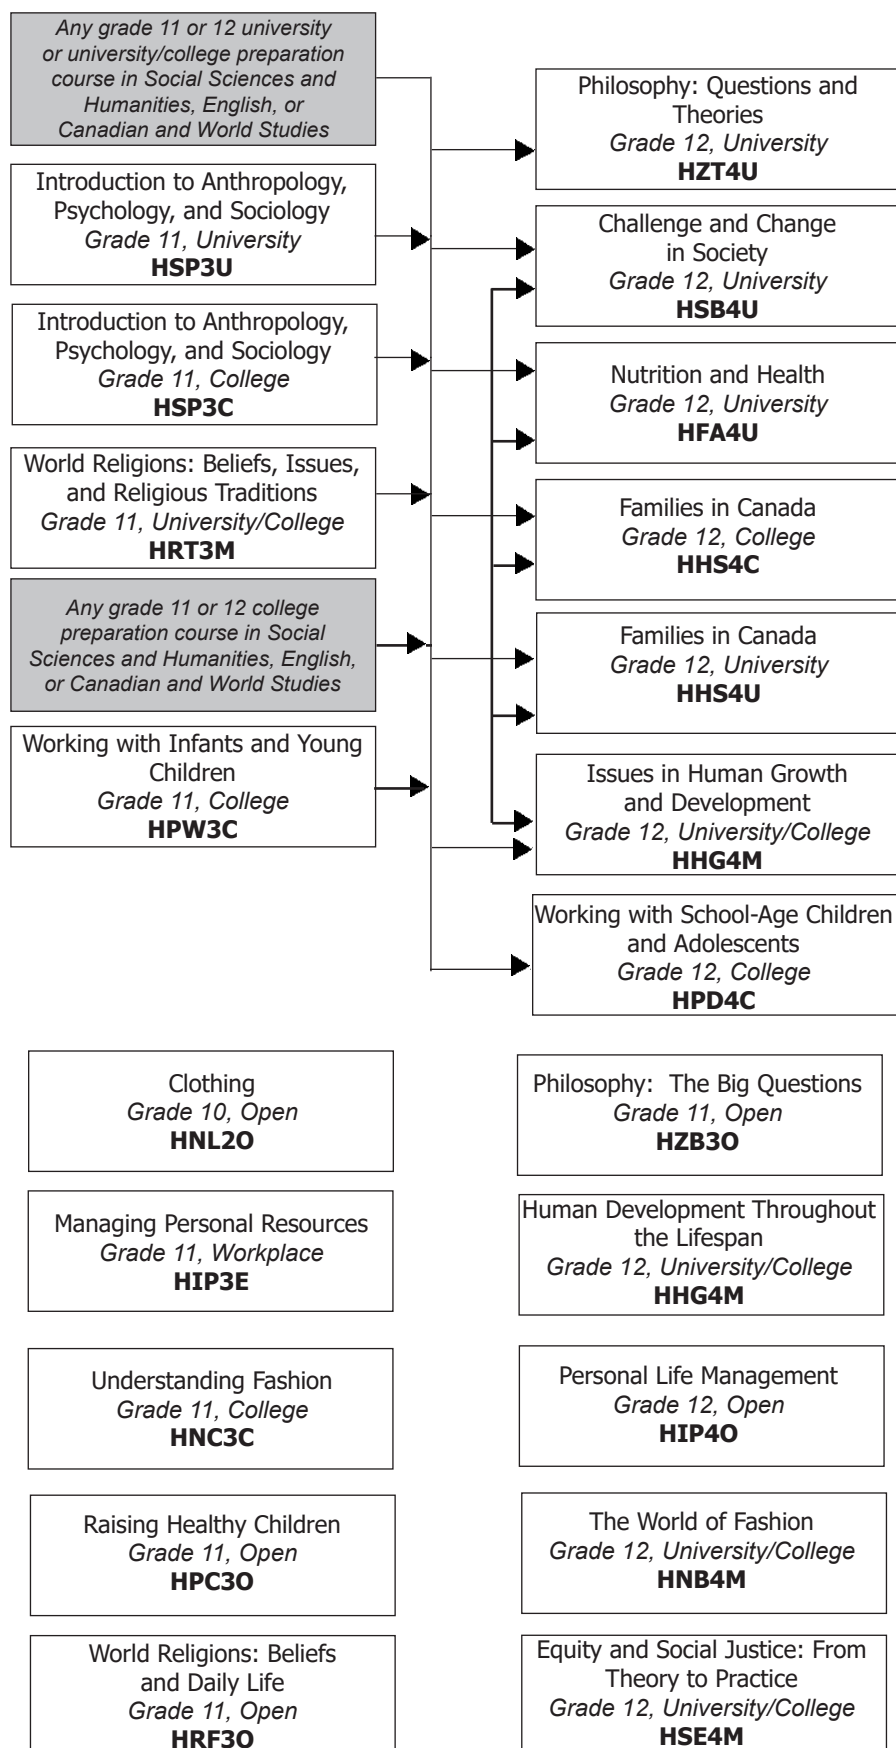 Any grade 11 or 12 university
or university/college preparation
course in Social Sciences and
Humanities, English, or
Canadian and World Studies
Introduction to Anthropology,
Psychology, and Sociology
Grade 11, University
HSP3U
Introduction to Anthropology,
Psychology, and Sociology
Grade 11, College
HSP3C
World Religions: Beliefs, Issues,
and Religious Traditions
Grade 11, University/College
HRT3M
Any grade 11 or 12 college
preparation course in Social
Sciences and Humanities, English,
or Canadian and World Studies
Working with Infants and Young
Children
Grade 11, College
HPW3C
Philosophy: Questions and
Theories
Grade 12, University
HZT4U
Challenge and Change
in Society
Grade 12, University
HSB4U
Nutrition and Health
Grade 12, University
HFA4U
Families in Canada
Grade 12, College
HHS4C
Families in Canada
Grade 12, University
HHS4U
Issues in Human Growth
and Development
Grade 12, University/College
HHG4M
Working with School-Age Children
and Adolescents
Grade 12, College
HPD4C
Clothing
Grade 10, Open
HNL2O
Managing Personal Resources
Grade 11, Workplace
HIP3E
Understanding Fashion
Grade 11, College
HNC3C
Raising Healthy Children
Grade 11, Open
HPC3O
World Religions: Beliefs
and Daily Life
Grade 11, Open
HRF3O
Philosophy: The Big Questions
Grade 11, Open
HZB3O
Human Development Throughout
the Lifespan
Grade 12, University/College
HHG4M
Personal Life Management
Grade 12, Open
HIP4O
The World of Fashion
Grade 12, University/College
HNB4M
Equity and Social Justice: From
Theory to Practice
Grade 12, University/College
HSE4M